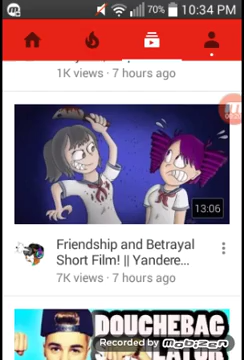 70% 10:34 PM
1K views · 7 hours ago
13:06
Friendship and Betrayal
Short Film! || Yandere...
7K views · 7 hours ago
DOUCHEBAG
Recorded by mobizen